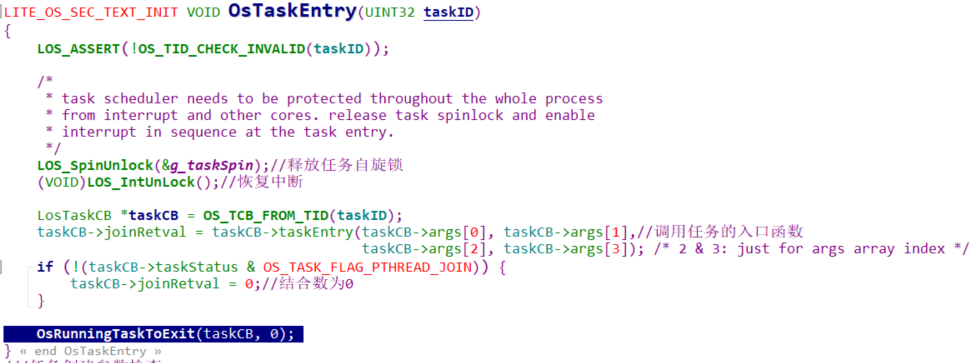 LITE_OS_SEC_TEXT_INIT VOID OsTaskEntry(UINT32 taskID)
{
    LOS_ASSERT(!OS_TID_CHECK_INVALID(taskID));

    /*
     * task scheduler needs to be protected throughout the whole process
     * from interrupt and other cores. release task spinlock and enable
     * interrupt in sequence at the task entry.
     */
    LOS_SpinUnlock(&g_taskSpin);//释放任务自旋锁
    (VOID)LOS_IntUnLock();//恢复中断

    LosTaskCB *taskCB = OS_TCB_FROM_TID(taskID);
    taskCB->joinRetval = taskCB->taskEntry(taskCB->args[0], taskCB->args[1],//调用任务的入口函数
                                           taskCB->args[2], taskCB->args[3]); /* 2 & 3: just for args array index */
    if (!(taskCB->taskStatus & OS_TASK_FLAG_PTHREAD_JOIN)) {
        taskCB->joinRetval = 0;//结合数为0
    }

    OsRunningTaskToExit(taskCB, 0);
} « end OsTaskEntry »